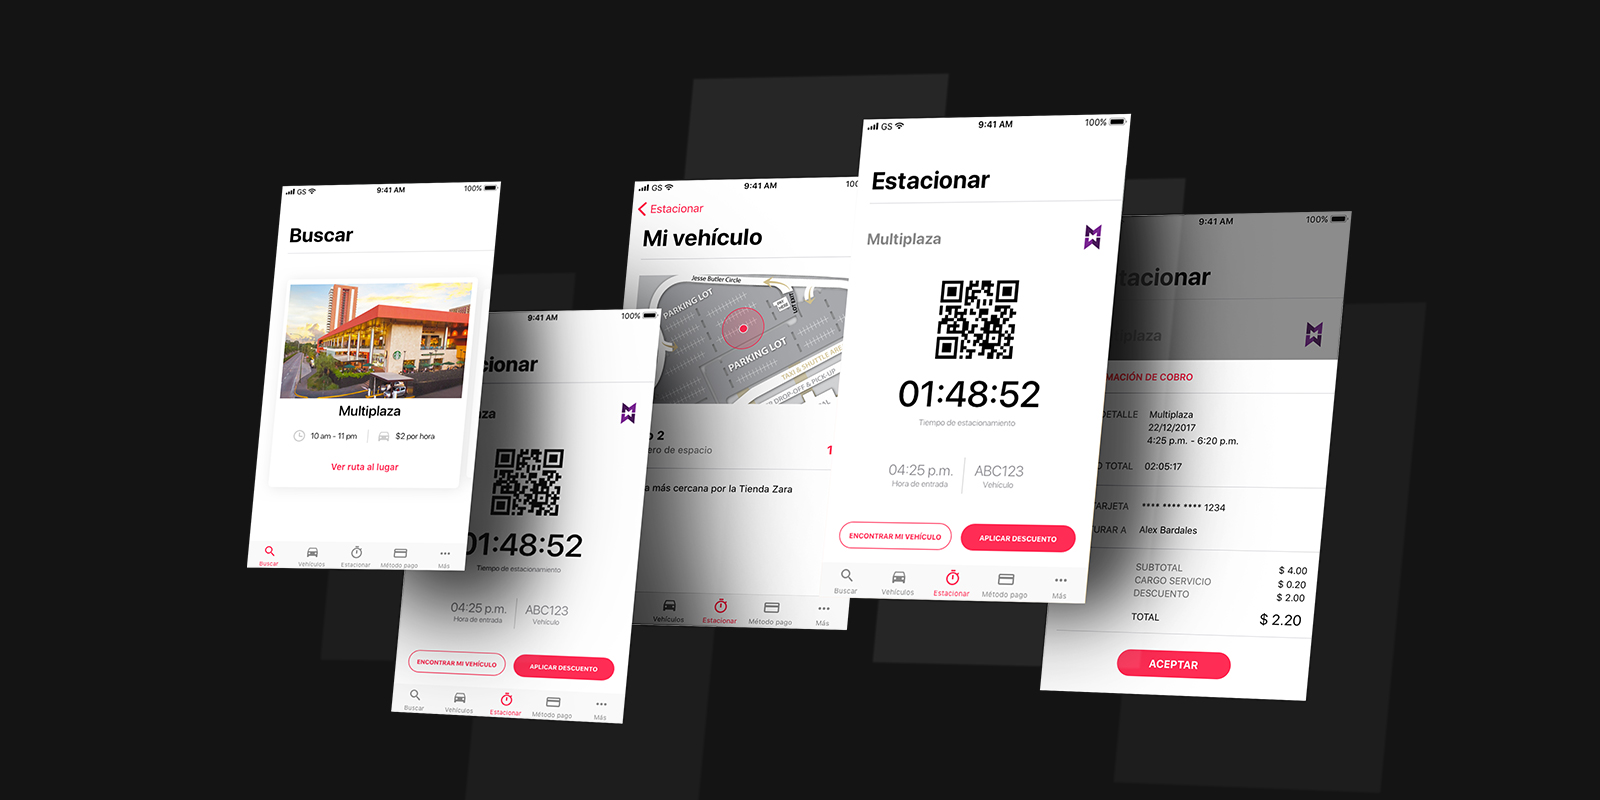 GS
9:41 AM
100%
Buscar
Multiplaza
10 am - 11 pm
$2 por hora
Ver ruta al lugar
Buscar
Vehículos
Estacionar
Método pago
Más
9:41 AM
100%
cionar
za
01:48:52
Tiempo de estacionamiento
04:25 p.m.
ABC123
Hora de entrada
Vehículo
ENCONTRAR MI VEHÍCULO
APLICAR DESCUENTO
Buscar
Vehículos
Estacionar
Método pago
Más
GS
9:41 AM
100
Estacionar
Mi vehículo
Jesse Butler Circle
PARKING LOT
PARKING LOT
TAXI & SHUTTLE ARE
P DROP-OFF & PICK-UP
o 2
ero de espacio
1
a más cercana por la Tienda Zara
Vehículos
Estacionar
Método pago
Más
GS
9:41 AM
100%
Estacionar
Multiplaza
01:48:52
Tiempo de estacionamiento
04:25 p.m.
ABC123
Hora de entrada
Vehículo
ENCONTRAR MI VEHÍCULO
APLICAR DESCUENTO
Buscar
Vehículos
Estacionar
Método pago
Más
9:41 AM
100%
tacionar
plaza
MACIÓN DE COBRO
DETALLE
Multiplaza
22/12/2017
4:25 p.m. - 6:20 p.m.
O TOTAL
02:05:17
ARJETA
**** **** **** 1234
URAR A
Alex Bardales
SUBTOTAL
$ 4.00
CARGO SERVICIO
$ 0.20
DESCUENTO
$ 2.00
TOTAL
$ 2.20
ACEPTAR